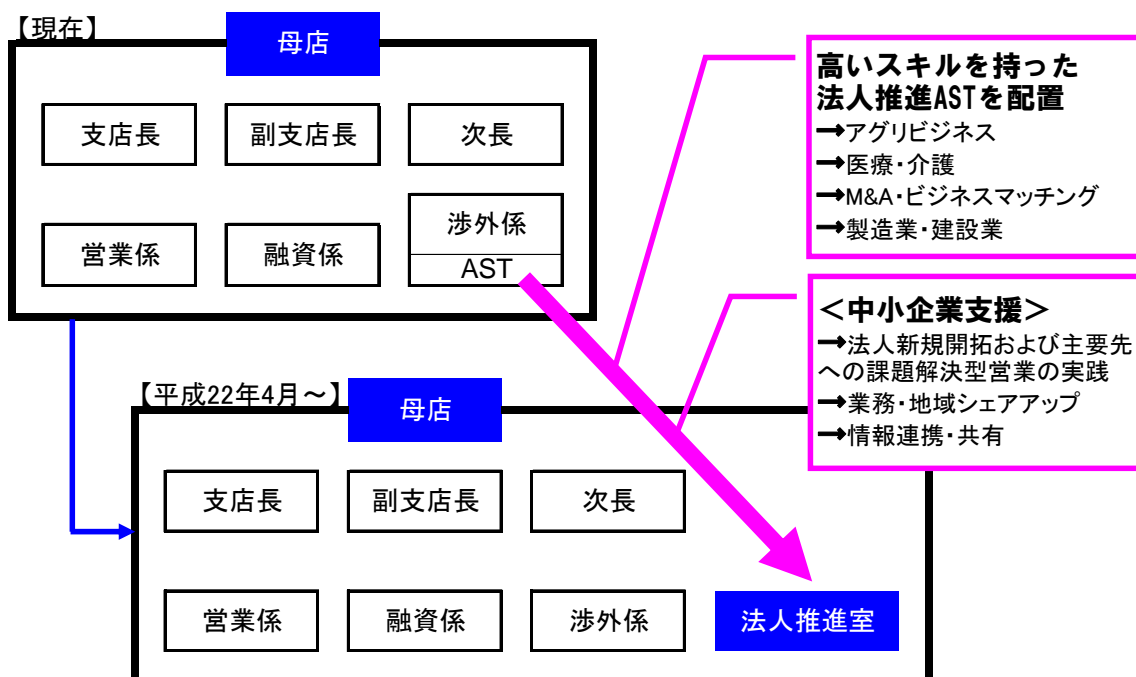 【現在】
母店
支店長
副支店長
次長
営業係
融資係
渉外係
AST
高いスキルを持った
法人推進ASTを配置
→アグリビジネス
→医療・介護
→M&A・ビジネスマッチング
→製造業・建設業
＜中小企業支援＞
→法人新規開拓および主要先
への課題解決型営業の実践
→業務・地域シェアアップ
→情報連携・共有
【平成22年4月～】
母店
支店長
副支店長
次長
営業係
融資係
渉外係
法人推進室